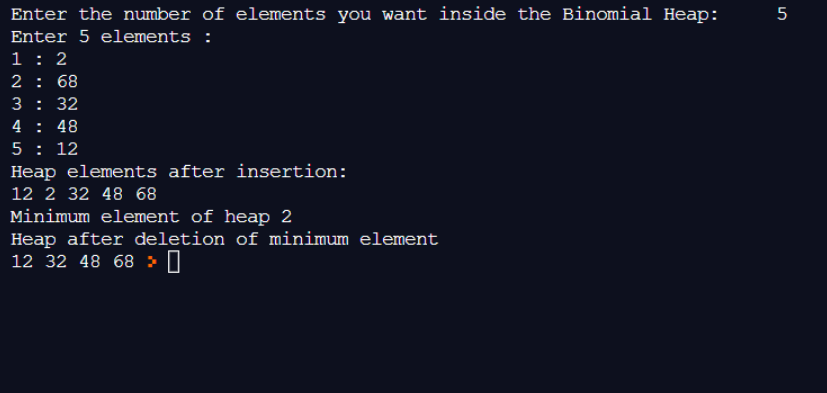 Enter the number of elements you want inside the Binomial Heap: 5
Enter 5 elements :
1 : 2
2 : 68
3 : 32
4 : 48
5 : 12
Heap elements after insertion:
12 2 32 48 68
Minimum element of heap 2
Heap after deletion of minimum element
12 32 48 68 >